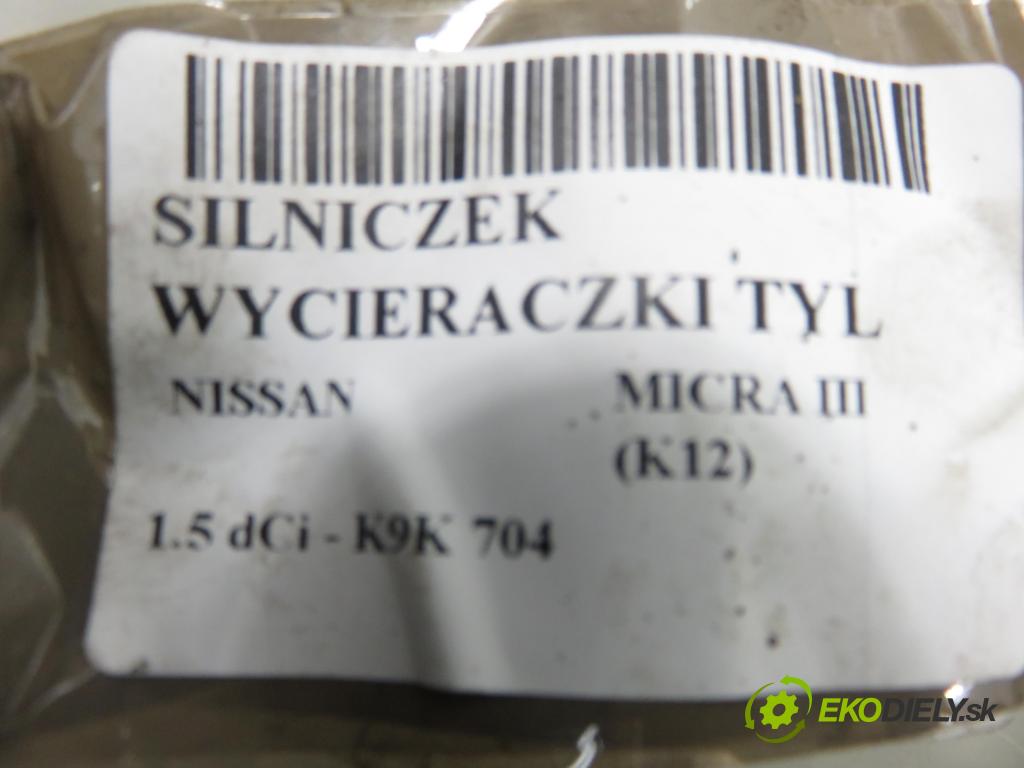 SILNICZEK
WYCIERACZKI TYL
NISSAN MICRA III
(K12)
1.5 dCi - K9K 704
EKODIELY.sk